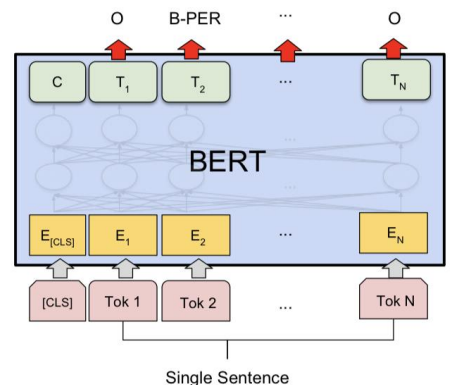 O B-PER ... O
C T1 T2 ... TN
...
BERT
...
E[CLS] E1 E2 ... EN
[CLS] Tok 1 Tok 2 ... Tok N
Single Sentence